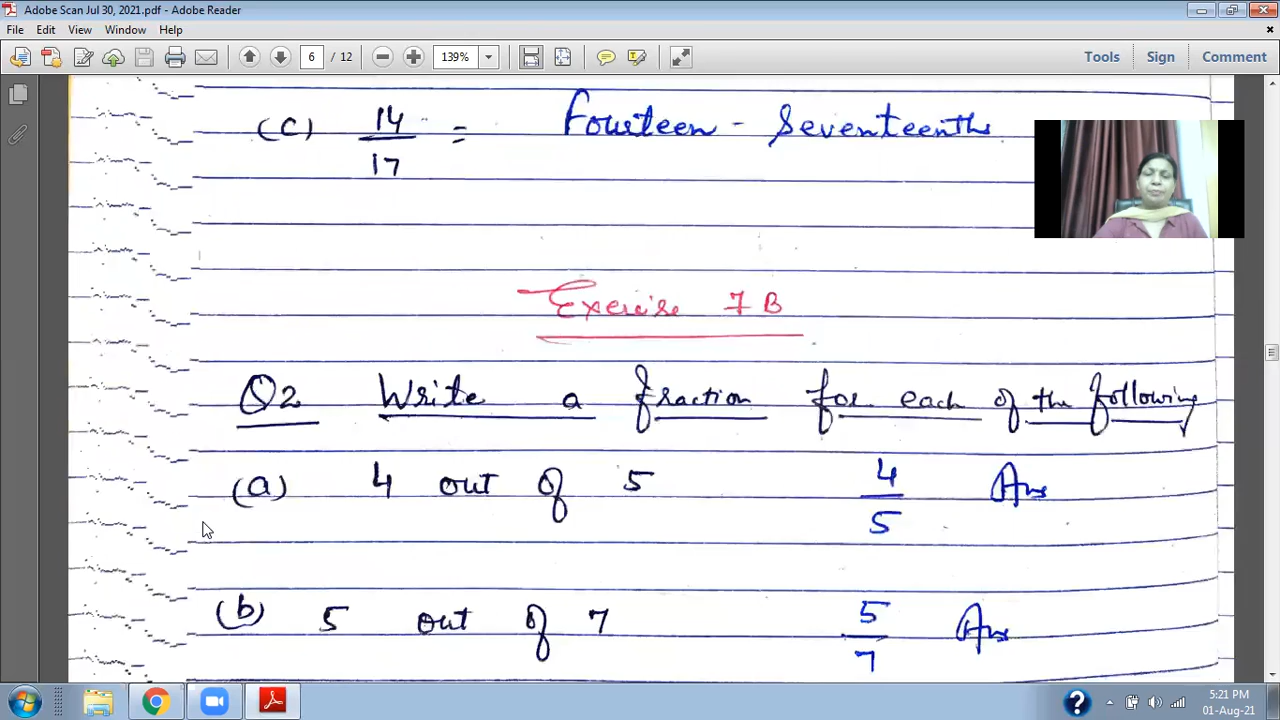 Adobe Scan Jul 30, 2021.pdf - Adobe Reader
File Edit View Window Help
6 / 12 139% Tools Sign Comment
(C) 14/17 = Fourteen - Seventeenths
Exercise 7B
Q2 Write a fraction for each of the following
(a) 4 out of 5 4/5 Ans
(b) 5 out of 7 5/7 Ans
5:21 PM
01-Aug-21